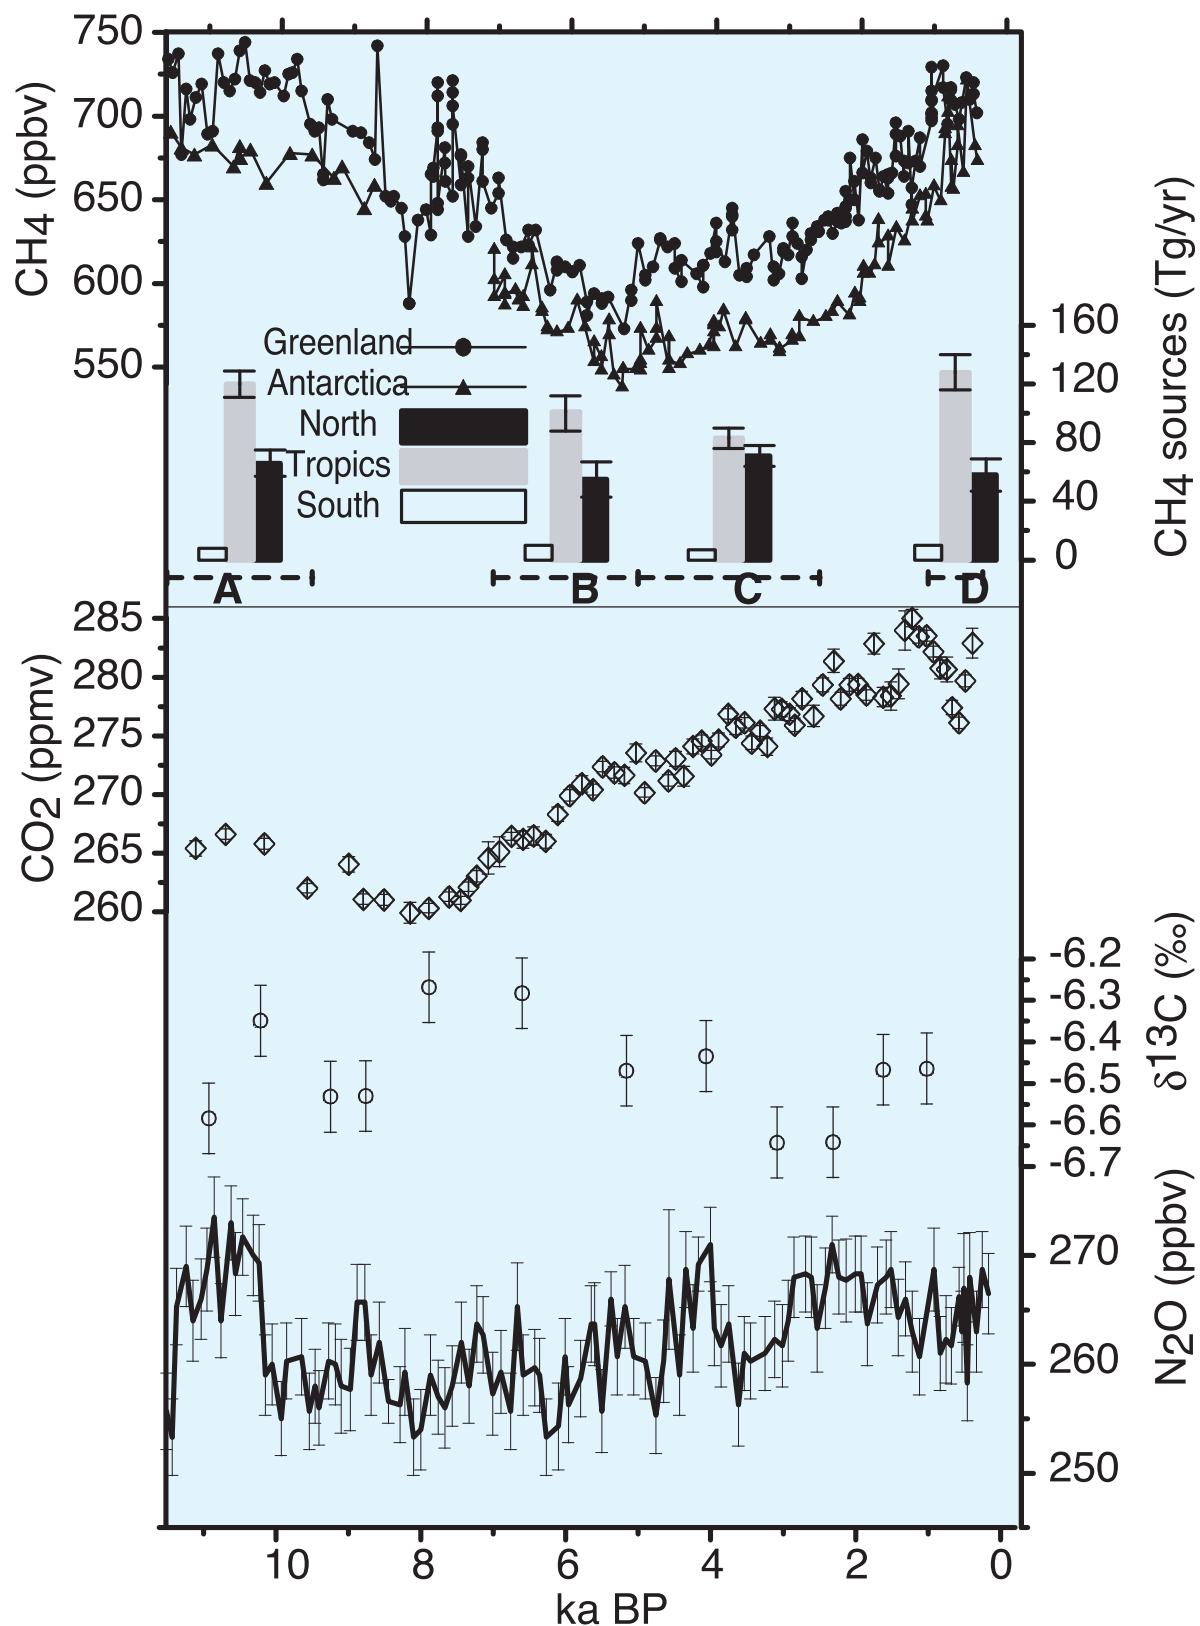 750
700
650
600
550
CH4 (ppbv)
Greenland
Antarctica
North
Tropics
South
160
120
80
40
0
CH4 sources (Tg/yr)
A B C D
285
280
275
270
265
260
CO2 (ppmv)
-6.2
-6.3
-6.4
-6.5
-6.6
-6.7
δ13C (‰)
270
260
250
N2O (ppbv)
10 8 6 4 2 0
ka BP